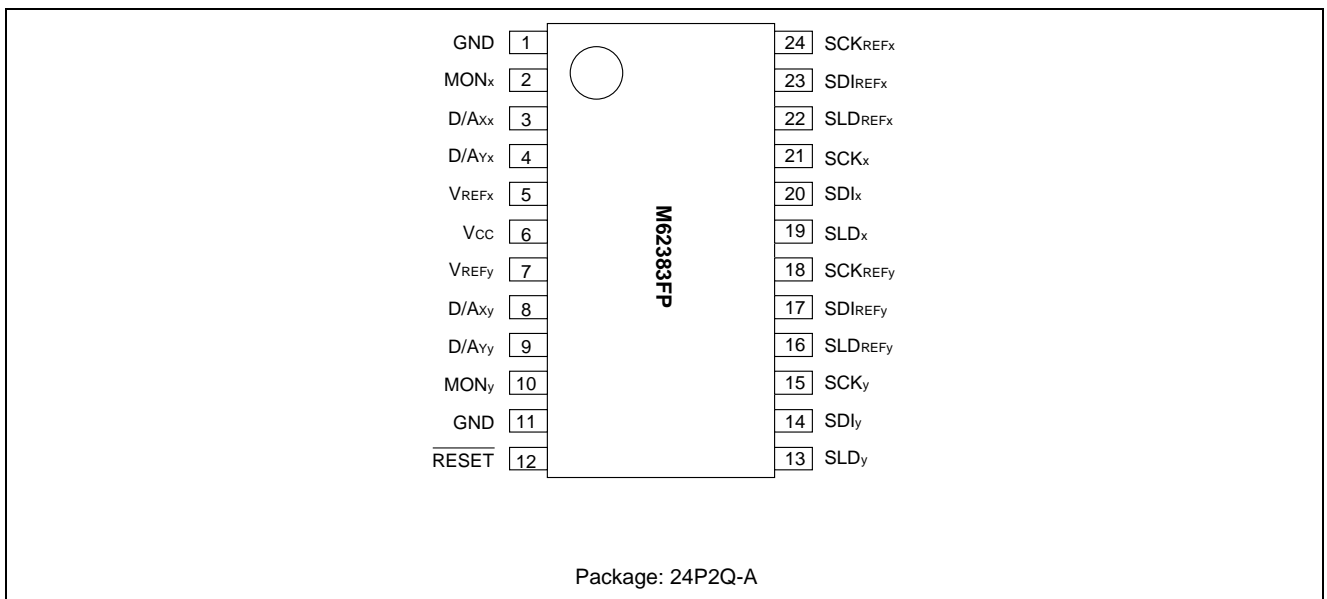 GND 1 24 SCKREFx
MONx 2 23 SDIREFx
D/AXx 3 22 SLDREFx
D/AYx 4 21 SCKx
VREFx 5 20 SDIx
VCC 6 19 SLDx
VREFy 7 18 SCKREFy
D/AXy 8 17 SDIREFy
D/AYy 9 16 SLDREFy
MONy 10 15 SCKy
GND 11 14 SDIy
RESET 12 13 SLDy
M62383FP
Package: 24P2Q-A